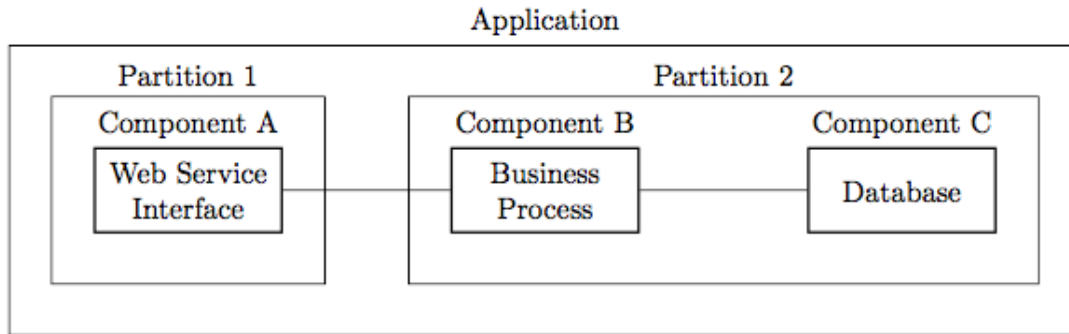 Application
Partition 1
Partition 2
Component A
Component B
Component C
Web Service
Interface
Business
Process
Database